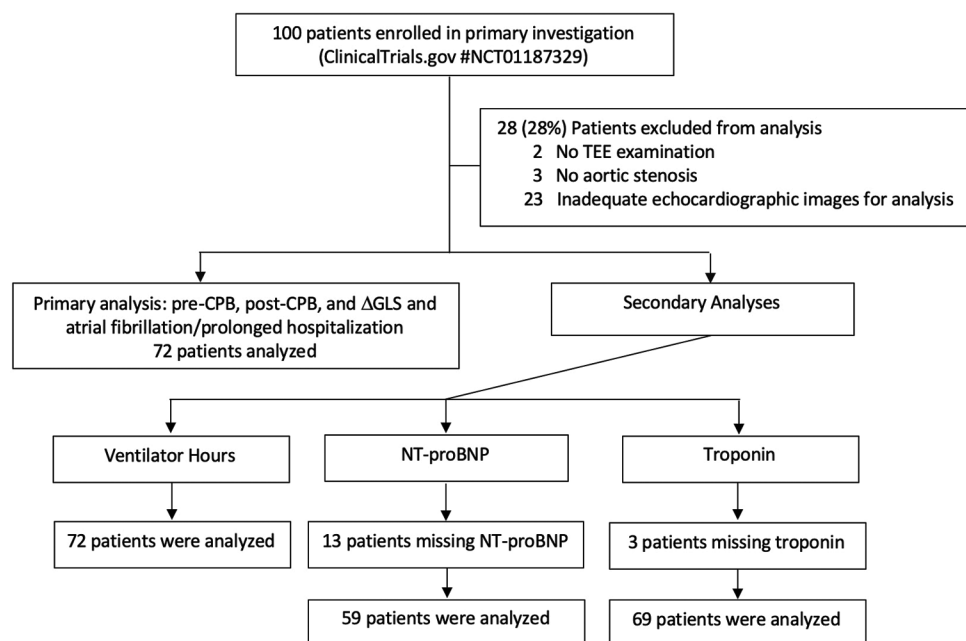 100 patients enrolled in primary investigation
(ClinicalTrials.gov #NCT01187329)
28 (28%) Patients excluded from analysis
2 No TEE examination
3 No aortic stenosis
23 Inadequate echocardiographic images for analysis
Primary analysis: pre-CPB, post-CPB, and ΔGLS and
atrial fibrillation/prolonged hospitalization
72 patients analyzed
Secondary Analyses
Ventilator Hours
NT-proBNP
Troponin
72 patients were analyzed
13 patients missing NT-proBNP
3 patients missing troponin
59 patients were analyzed
69 patients were analyzed